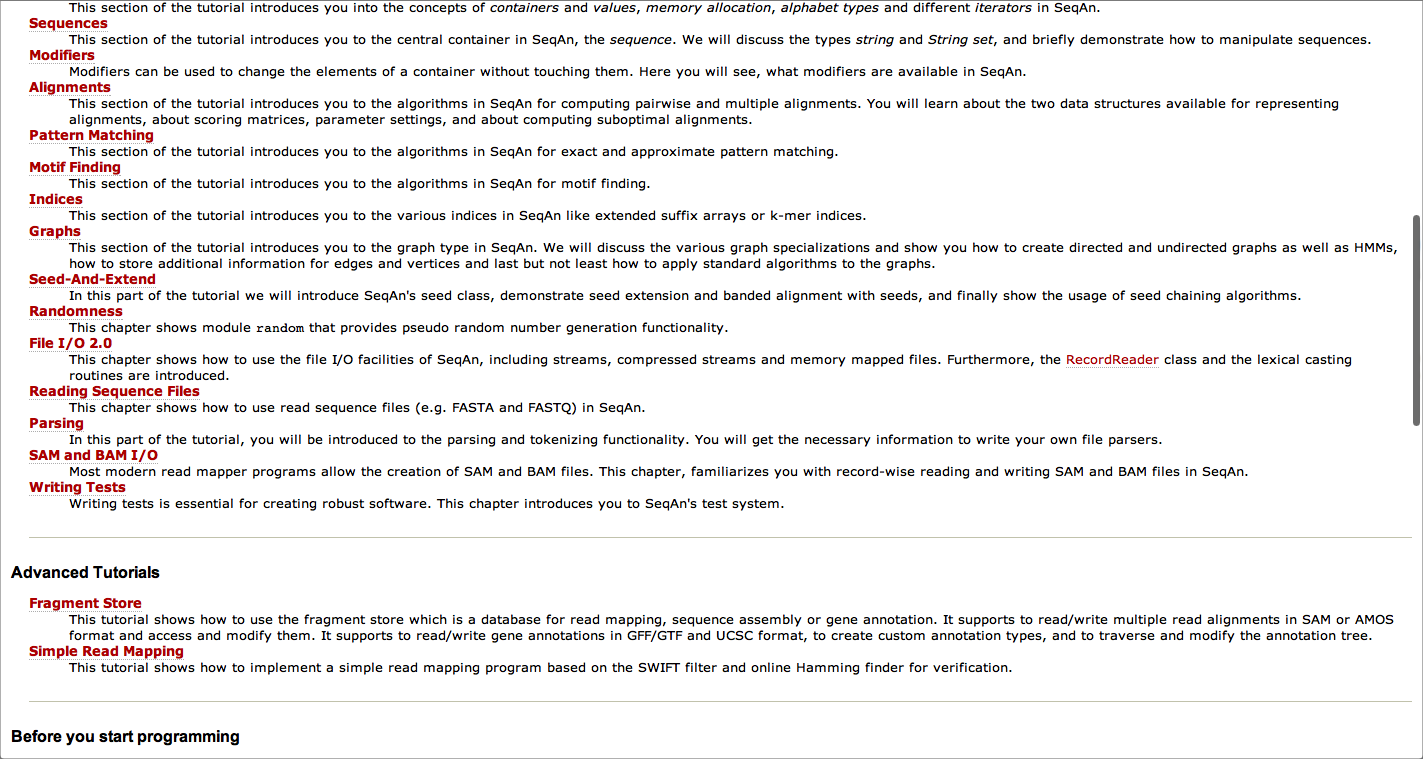 This section of the tutorial introduces you into the concepts of containers and values, memory allocation, alphabet types and different iterators in SeqAn.
Sequences
This section of the tutorial introduces you to the central container in SeqAn, the sequence. We will discuss the types string and String set, and briefly demonstrate how to manipulate sequences.
Modifiers
Modifiers can be used to change the elements of a container without touching them. Here you will see, what modifiers are available in SeqAn.
Alignments
This section of the tutorial introduces you to the algorithms in SeqAn for computing pairwise and multiple alignments. You will learn about the two data structures available for representing
alignments, about scoring matrices, parameter settings, and about computing suboptimal alignments.
Pattern Matching
This section of the tutorial introduces you to the algorithms in SeqAn for exact and approximate pattern matching.
Motif Finding
This section of the tutorial introduces you to the algorithms in SeqAn for motif finding.
Indices
This section of the tutorial introduces you to the various indices in SeqAn like extended suffix arrays or k-mer indices.
Graphs
This section of the tutorial introduces you to the graph type in SeqAn. We will discuss the various graph specializations and show you how to create directed and undirected graphs as well as HMMs,
how to store additional information for edges and vertices and last but not least how to apply standard algorithms to the graphs.
Seed-And-Extend
In this part of the tutorial we will introduce SeqAn's seed class, demonstrate seed extension and banded alignment with seeds, and finally show the usage of seed chaining algorithms.
Randomness
This chapter shows module random that provides pseudo random number generation functionality.
File I/O 2.0
This chapter shows how to use the file I/O facilities of SeqAn, including streams, compressed streams and memory mapped files. Furthermore, the RecordReader class and the lexical casting
routines are introduced.
Reading Sequence Files
This chapter shows how to use read sequence files (e.g. FASTA and FASTQ) in SeqAn.
Parsing
In this part of the tutorial, you will be introduced to the parsing and tokenizing functionality. You will get the necessary information to write your own file parsers.
SAM and BAM I/O
Most modern read mapper programs allow the creation of SAM and BAM files. This chapter, familiarizes you with record-wise reading and writing SAM and BAM files in SeqAn.
Writing Tests
Writing tests is essential for creating robust software. This chapter introduces you to SeqAn's test system.
Advanced Tutorials
Fragment Store
This tutorial shows how to use the fragment store which is a database for read mapping, sequence assembly or gene annotation. It supports to read/write multiple read alignments in SAM or AMOS
format and access and modify them. It supports to read/write gene annotations in GFF/GTF and UCSC format, to create custom annotation types, and to traverse and modify the annotation tree.
Simple Read Mapping
This tutorial shows how to implement a simple read mapping program based on the SWIFT filter and online Hamming finder for verification.
Before you start programming